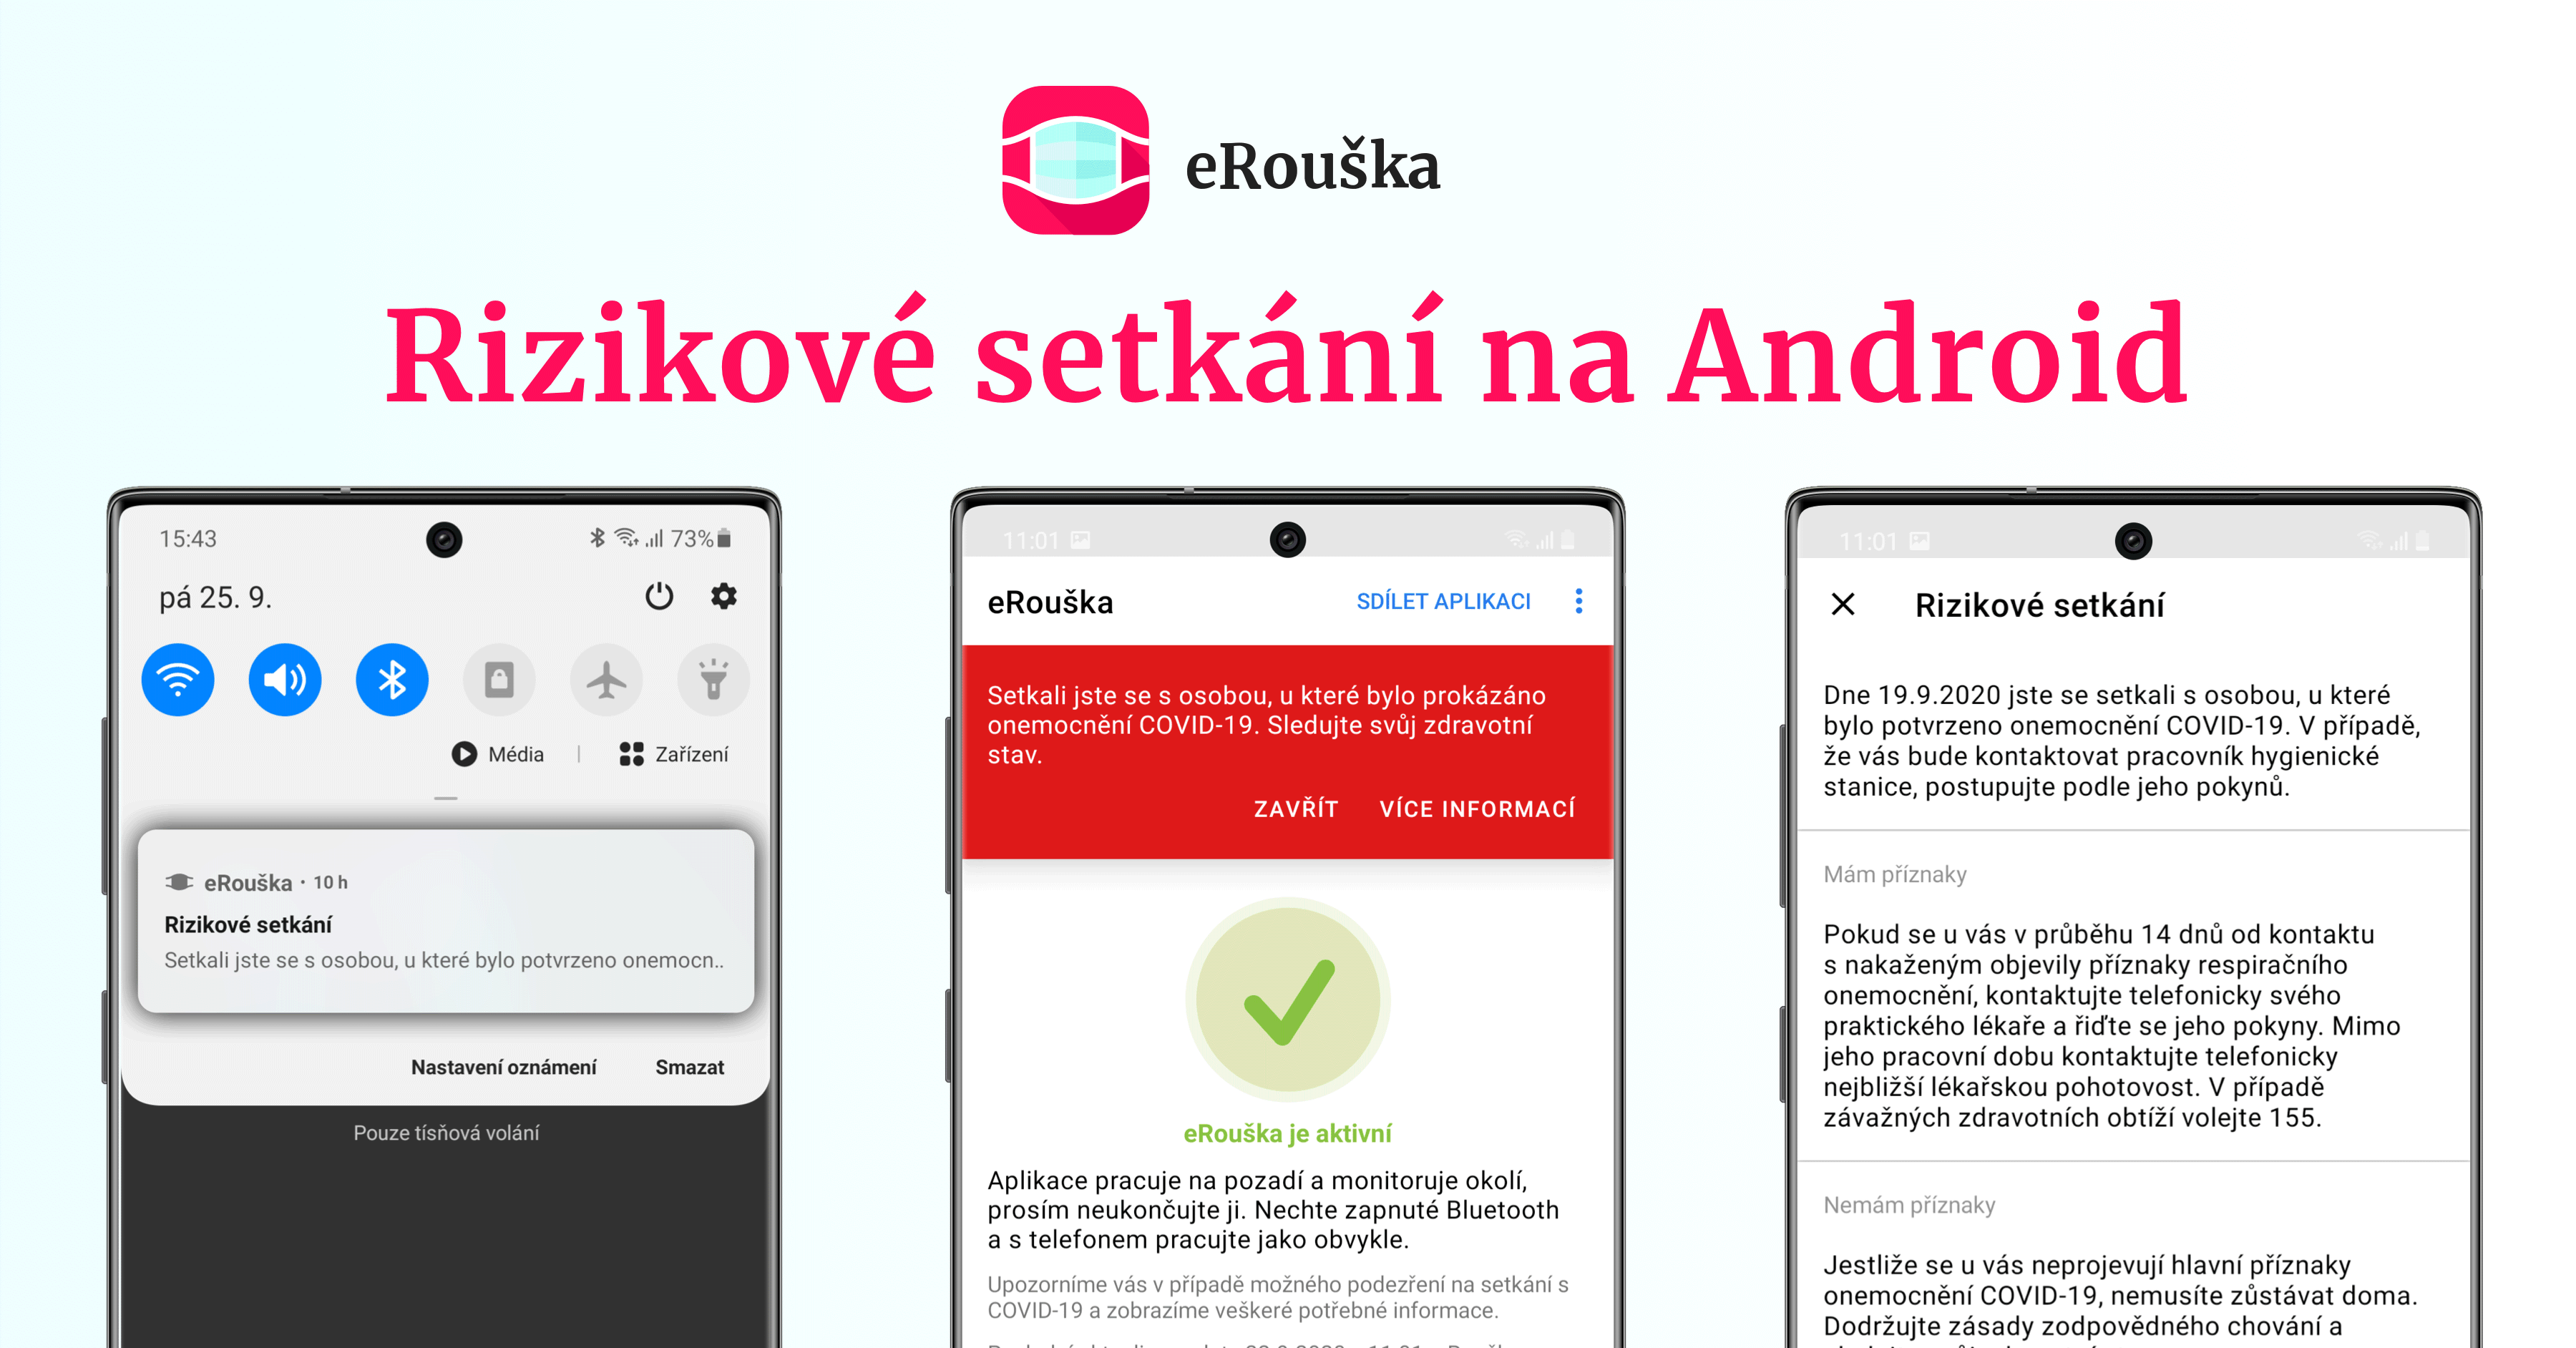 eRouška
Rizikové setkání na Android
15:43
73%
pá 25. 9.
Média | Zařízení
eRouška · 10 h
Rizikové setkání
Setkali jste se s osobou, u které bylo potvrzeno onemocn..
Nastavení oznámení Smazat
Pouze tísňová volání
11:01
eRouška SDÍLET APLIKACI
Setkali jste se s osobou, u které bylo prokázáno
onemocnění COVID-19. Sledujte svůj zdravotní
stav.
ZAVŘÍT VÍCE INFORMACÍ
eRouška je aktivní
Aplikace pracuje na pozadí a monitoruje okolí,
prosím neukončujte ji. Nechte zapnuté Bluetooth
a s telefonem pracujte jako obvykle.
Upozorníme vás v případě možného podezření na setkání s
COVID-19 a zobrazíme veškeré potřebné informace.
11:01
Rizikové setkání
Dne 19.9.2020 jste se setkali s osobou, u které
bylo potvrzeno onemocnění COVID-19. V případě,
že vás bude kontaktovat pracovník hygienické
stanice, postupujte podle jeho pokynů.
Mám příznaky
Pokud se u vás v průběhu 14 dnů od kontaktu
s nakaženým objevily příznaky respiračního
onemocnění, kontaktujte telefonicky svého
praktického lékaře a řiďte se jeho pokyny. Mimo
jeho pracovní dobu kontaktujte telefonicky
nejbližší lékařskou pohotovost. V případě
závažných zdravotních obtíží volejte 155.
Nemám příznaky
Jestliže se u vás neprojevují hlavní příznaky
onemocnění COVID-19, nemusíte zůstávat doma.
Dodržujte zásady zodpovědného chování a